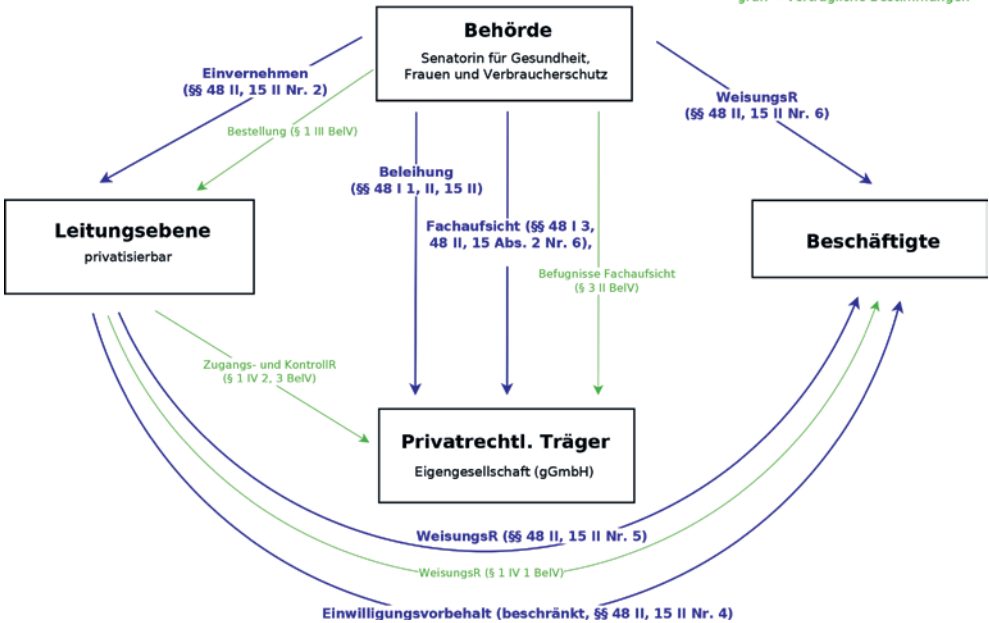 grün = vertragliche Bestimmungen
Behörde
Senatorin für Gesundheit,
Frauen und Verbraucherschutz
Einvernehmen
(§§ 48 II, 15 II Nr. 2)
Bestellung (§ 1 III BelV)
WeisungsR
(§§ 48 II, 15 II Nr. 6)
Beleihung
(§§ 48 I 1, II, 15 II)
Leitungsebene
privatisierbar
Fachaufsicht (§§ 48 I 3,
48 II, 15 Abs. 2 Nr. 6),
Beschäftigte
Befugnisse Fachaufsicht
(§ 3 II BelV)
Zugangs- und KontrollR
(§ 1 IV 2, 3 BelV)
Privatrechtl. Träger
Eigengesellschaft (gGmbH)
WeisungsR (§§ 48 II, 15 II Nr. 5)
WeisungsR (§ 1 IV 1 BelV)
Einwilligungsvorbehalt (beschränkt, §§ 48 II, 15 II Nr. 4)